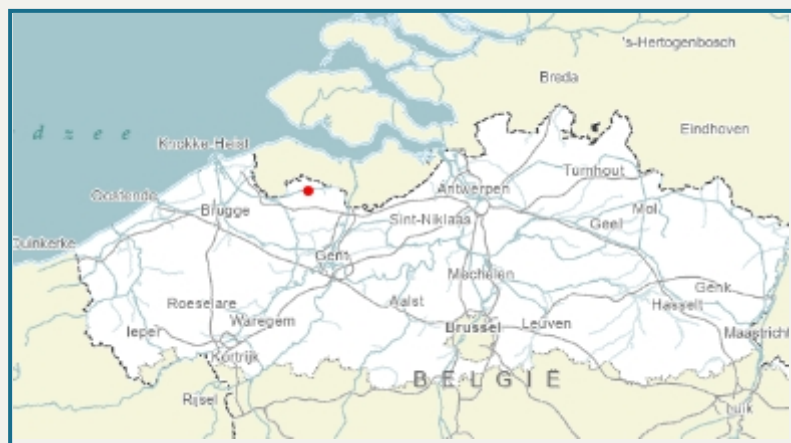 's-Hertogenbosch
Breda
dzee
Eindhoven
Knokke-Heist
Turnhout
Oostende
Antwerpen
Mol
Brugge
Sint-Niklaas
Geel
Duinkerke
Gent
Mechelen
Genk
Roeselare
Aalst
Hasselt
Waregem
Ieper
Brussel
Leuven
Maastricht
Kortrijk
BELGIË
Rijsel
Luik